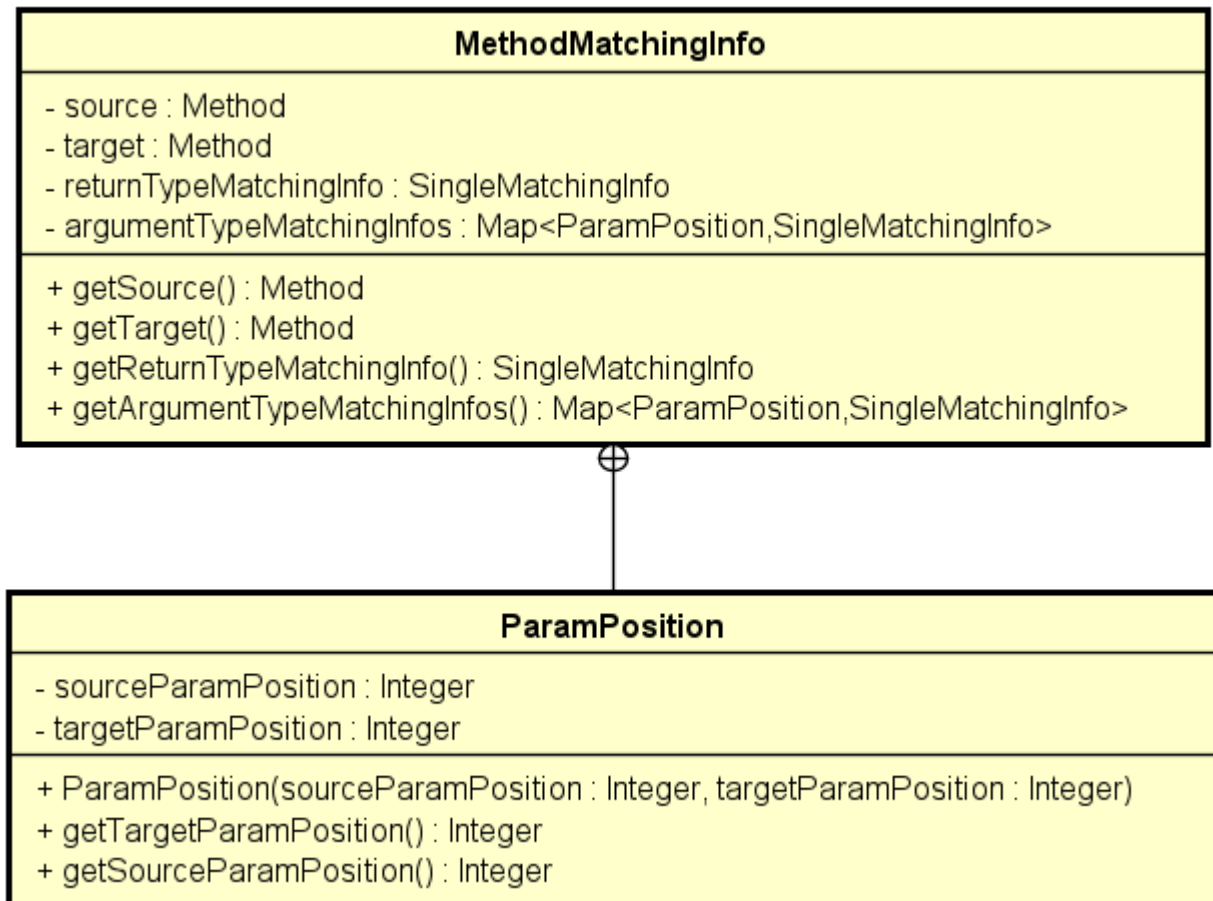 MethodMatchingInfo
- source : Method
- target : Method
- returnTypeMatchingInfo : SingleMatchingInfo
- argumentTypeMatchingInfos : Map<ParamPosition,SingleMatchingInfo>
+ getSource() : Method
+ getTarget() : Method
+ getReturnTypeMatchingInfo() : SingleMatchingInfo
+ getArgumentTypeMatchingInfos() : Map<ParamPosition,SingleMatchingInfo>
ParamPosition
- sourceParamPosition : Integer
- targetParamPosition : Integer
+ ParamPosition(sourceParamPosition : Integer, targetParamPosition : Integer)
+ getTargetParamPosition() : Integer
+ getSourceParamPosition() : Integer